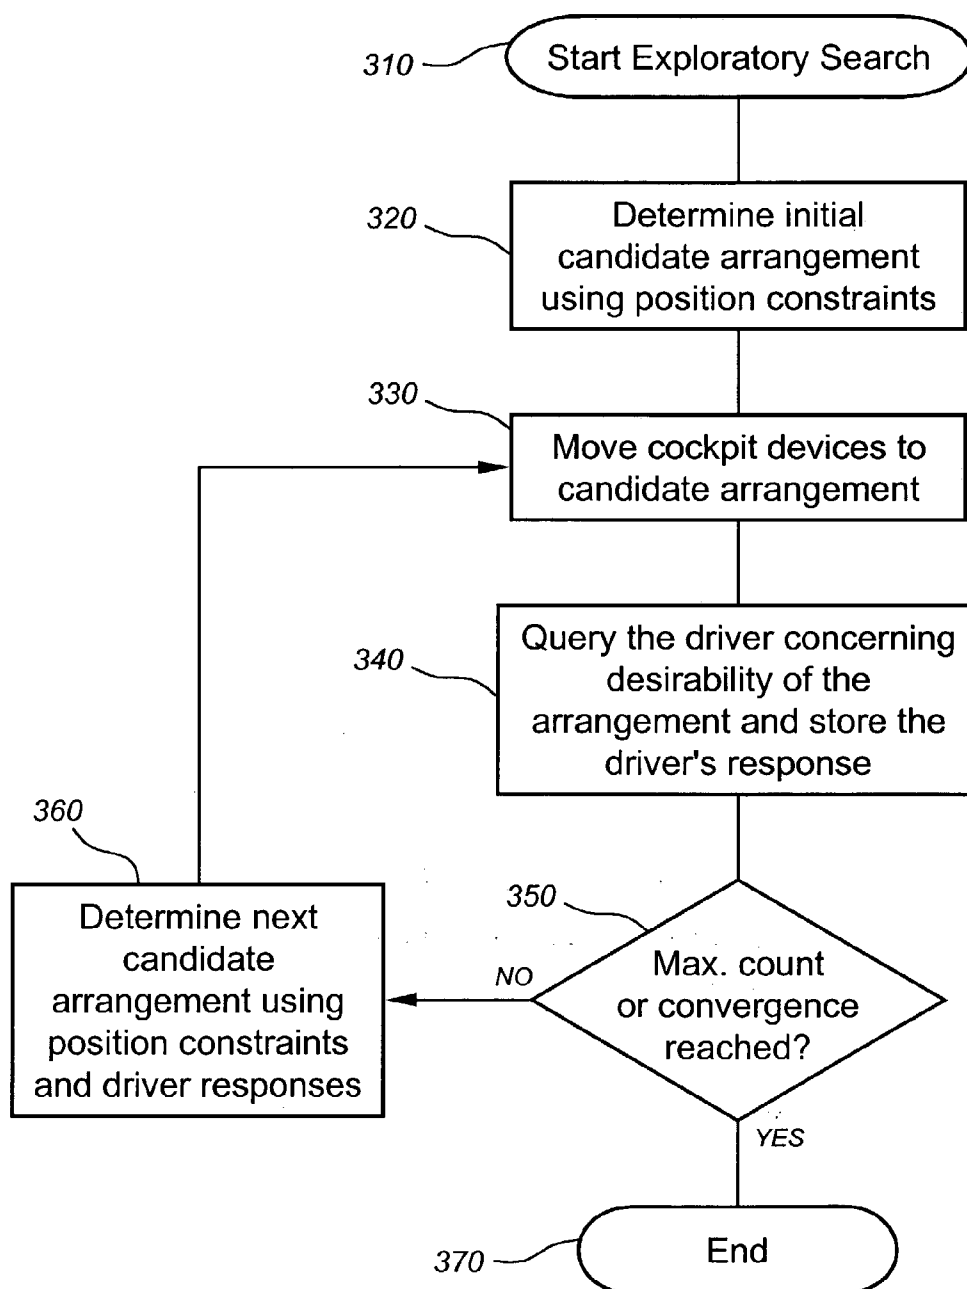 310
Start Exploratory Search
320
Determine initial
candidate arrangement
using position constraints
330
Move cockpit devices to
candidate arrangement
340
Query the driver concerning
desirability of the
arrangement and store the
driver's response
350
Max. count
or convergence
reached?
NO
YES
360
Determine next
candidate
arrangement using
position constraints
and driver responses
370
End